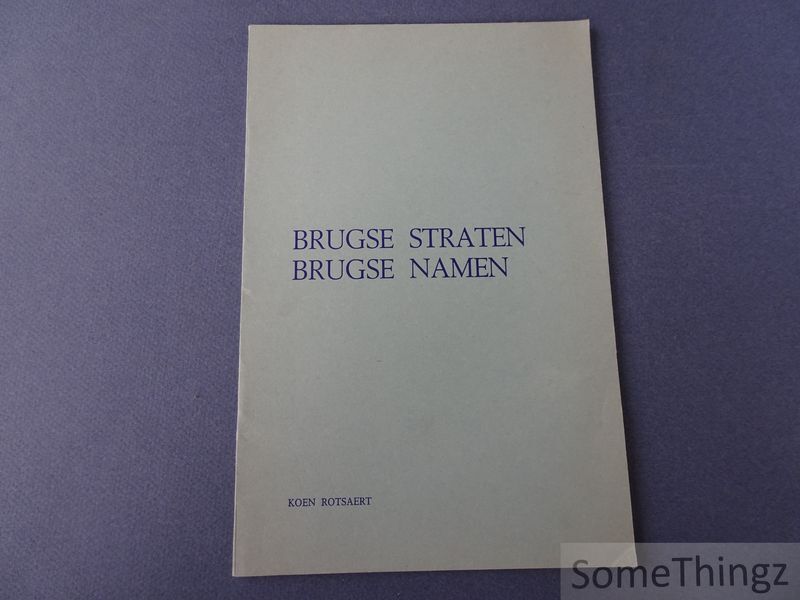 BRUGSE STRATEN
BRUGSE NAMEN
KOEN ROTSAERT
SomeThingz